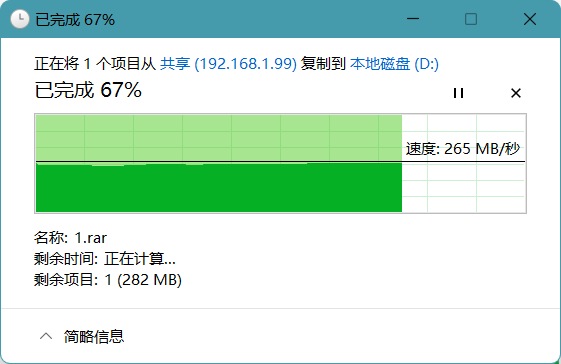 已完成 67%
正在将 1 个项目从 共享 (192.168.1.99) 复制到 本地磁盘 (D:)
已完成 67%
速度: 265 MB/秒
名称: 1.rar
剩余时间: 正在计算...
剩余项目: 1 (282 MB)
简略信息